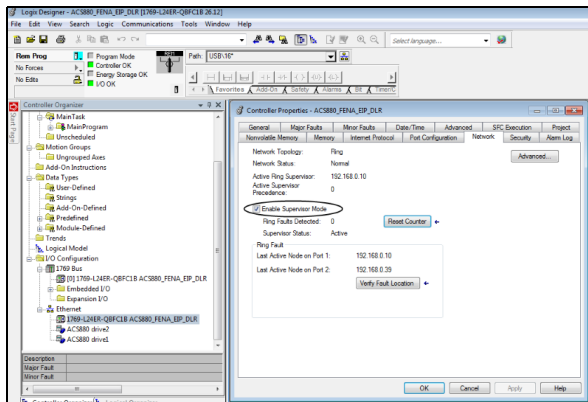 Logix Designer - ACS880_FENA_EIP_DLR [1769-L24ER-QBFC1B 26.12]
File Edit View Search Logic Communications Tools Window Help
Select language...
Rem Prog
No Forces
No Edits
Program Mode
Controller OK
Energy Storage OK
I/O OK
REM
Path: USB\16*
Favorites Add-On Safety Alarms Bit Timer/C
Controller Organizer
Start Page
MainTask
MainProgram
Unscheduled
Motion Groups
Ungrouped Axes
Add-On Instructions
Data Types
User-Defined
Strings
Add-On-Defined
Predefined
Module-Defined
Trends
Logical Model
I/O Configuration
1769 Bus
[0] 1769-L24ER-QBFC1B ACS880_FENA_EIP_DLR
Embedded I/O
Expansion I/O
Ethernet
1769-L24ER-QBFC1B ACS880_FENA_EIP_DLR
ACS880 drive2
ACS880 drive1
Description
Major Fault
Minor Fault
Controller Properties - ACS880_FENA_EIP_DLR
General Major Faults Minor Faults Date/Time Advanced SFC Execution Project
Nonvolatile Memory Memory Internet Protocol Port Configuration Network Security Alarm Log
Network Topology: Ring
Advanced...
Network Status: Normal
Active Ring Supervisor: 192.168.0.10
Active Supervisor Precedence: 0
Enable Supervisor Mode
Ring Faults Detected: 0
Reset Counter
Supervisor Status: Active
Ring Fault
Last Active Node on Port 1: 192.168.0.10
Last Active Node on Port 2: 192.168.0.39
Verify Fault Location
OK Cancel Apply Help